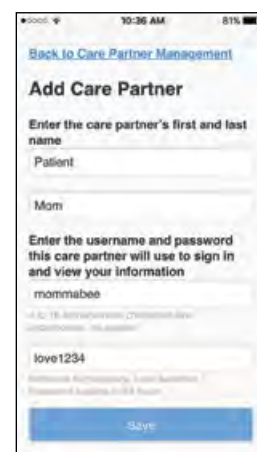 10:36 AM 81%
Back to Care Partner Management
Add Care Partner
Enter the care partner's first and last
name
Patient
Mom
Enter the username and password
this care partner will use to sign in
and view your information
mommabee
love1234
Save